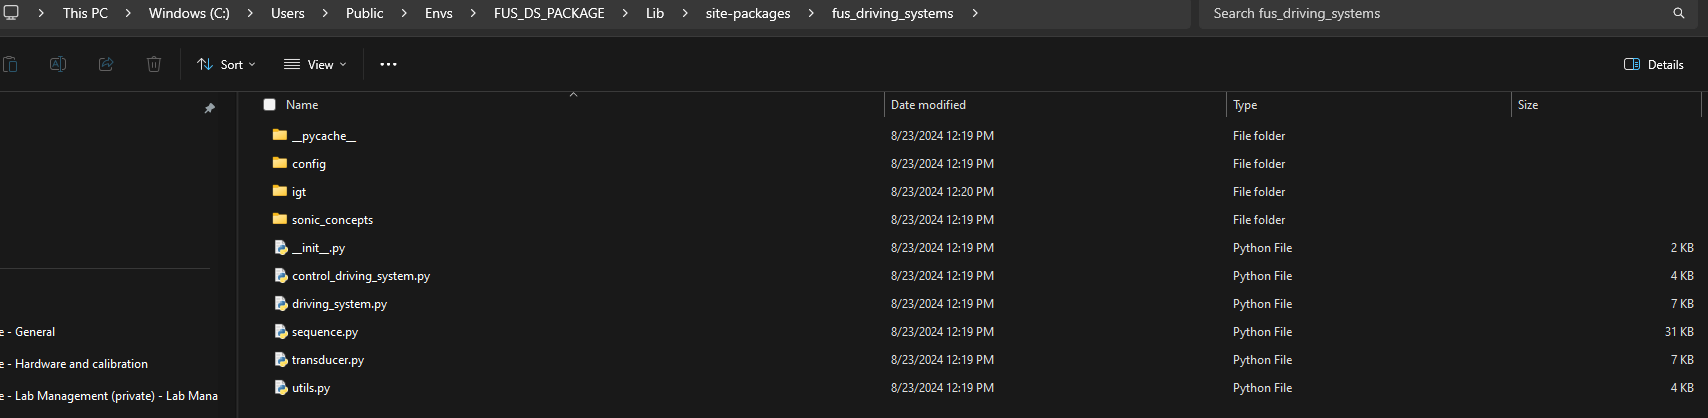 This PC > Windows (C:) > Users > Public > Envs > FUS_DS_PACKAGE > Lib > site-packages > fus_driving_systems > Search fus_driving_systems
Sort View ••• Details
Name Date modified Type Size
__pycache__ 8/23/2024 12:19 PM File folder
config 8/23/2024 12:19 PM File folder
igt 8/23/2024 12:20 PM File folder
sonic_concepts 8/23/2024 12:19 PM File folder
__init__.py 8/23/2024 12:19 PM Python File 2 KB
control_driving_system.py 8/23/2024 12:19 PM Python File 4 KB
driving_system.py 8/23/2024 12:19 PM Python File 7 KB
e - General
sequence.py 8/23/2024 12:19 PM Python File 31 KB
e - Hardware and calibration
transducer.py 8/23/2024 12:19 PM Python File 7 KB
e - Lab Management (private) - Lab Mana
utils.py 8/23/2024 12:19 PM Python File 4 KB